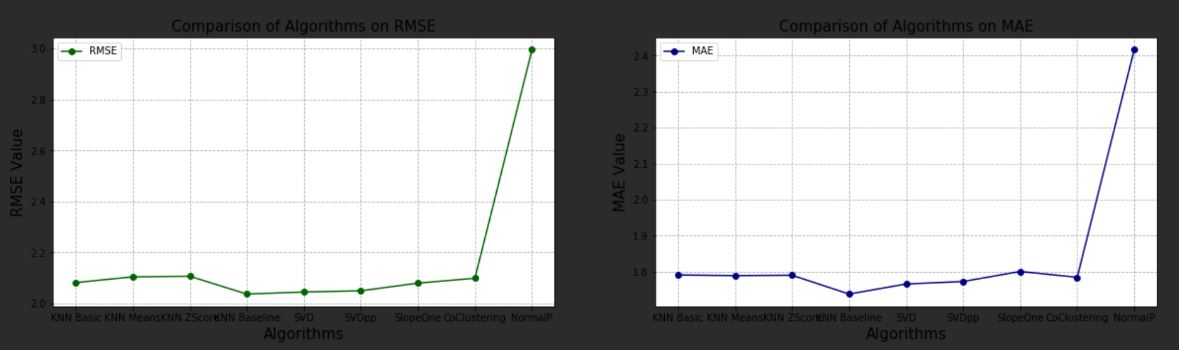 Comparison of Algorithms on RMSE
RMSE
3.0
2.8
2.6
2.4
2.2
2.0
RMSE Value
KNN Basic KNN Means KNN ZScore KNN Baseline SVD SVDpp SlopeOne CoClustering NormalP
Algorithms
Comparison of Algorithms on MAE
MAE
2.4
2.3
2.2
2.1
2.0
1.9
1.8
MAE Value
KNN Basic KNN Means KNN ZScore KNN Baseline SVD SVDpp SlopeOne CoClustering NormalP
Algorithms